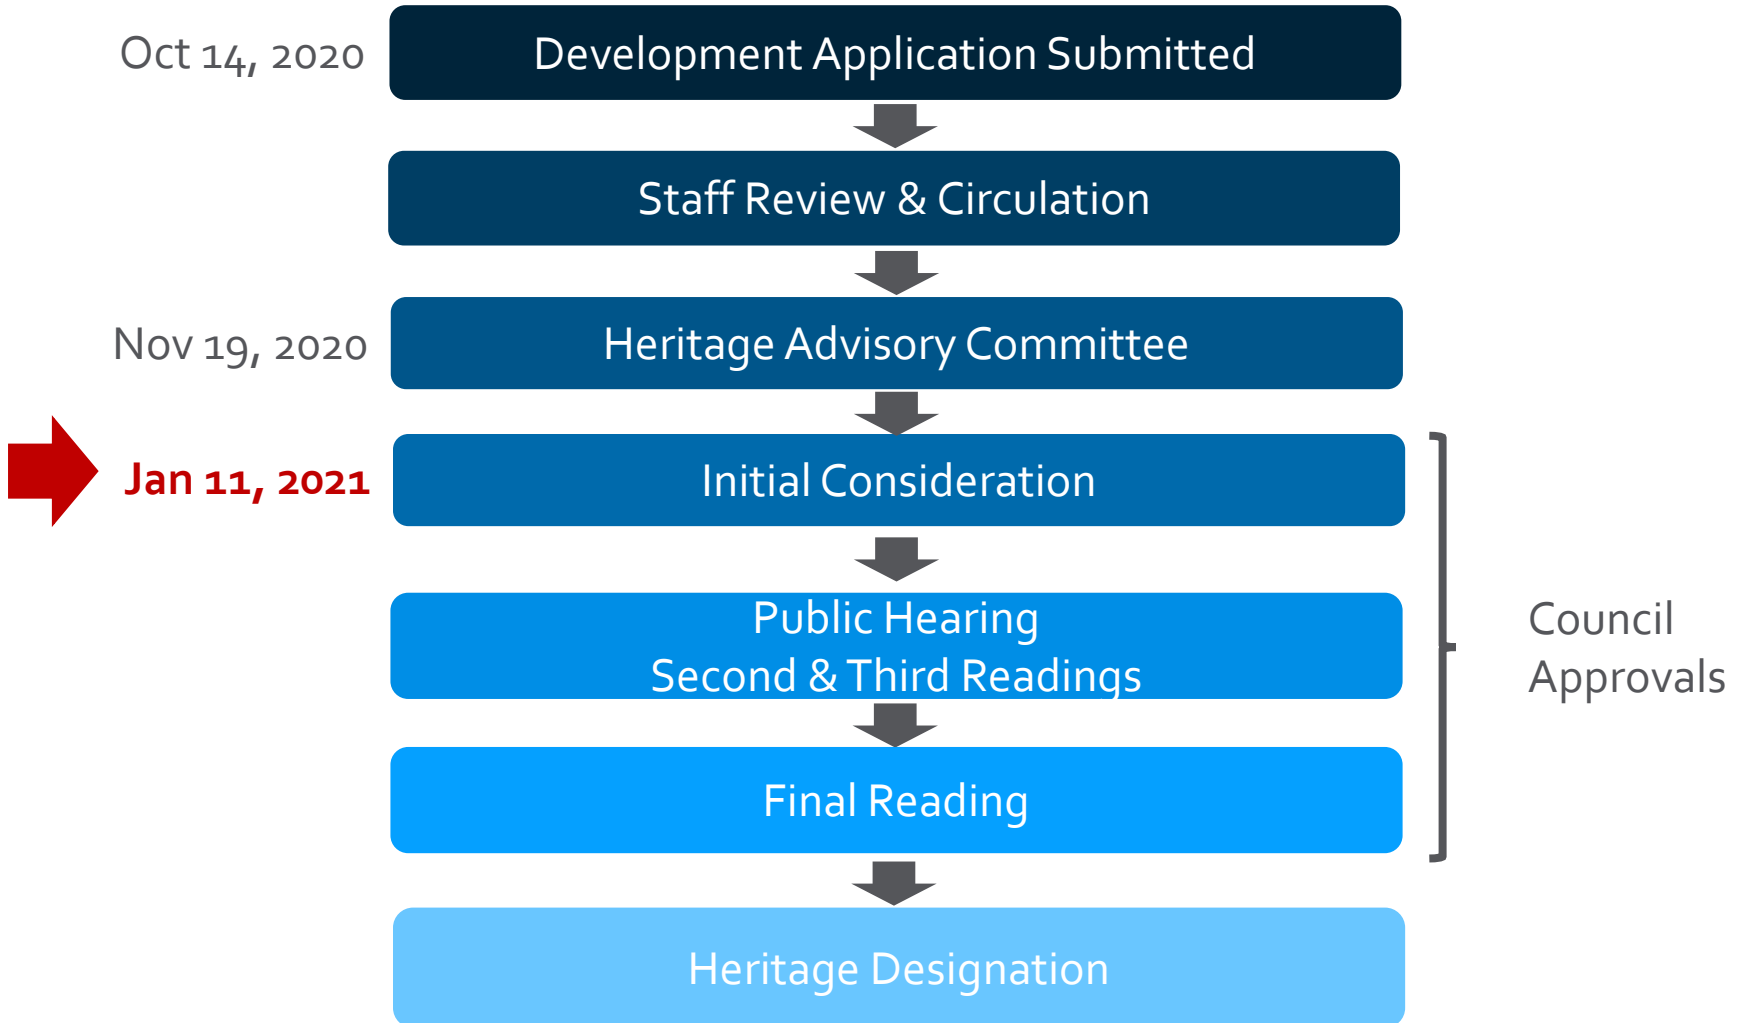 Oct 14, 2020
Development Application Submitted
Staff Review & Circulation
Nov 19, 2020
Heritage Advisory Committee
Jan 11, 2021
Initial Consideration
Public Hearing
Second & Third Readings
Final Reading
Council
Approvals
Heritage Designation